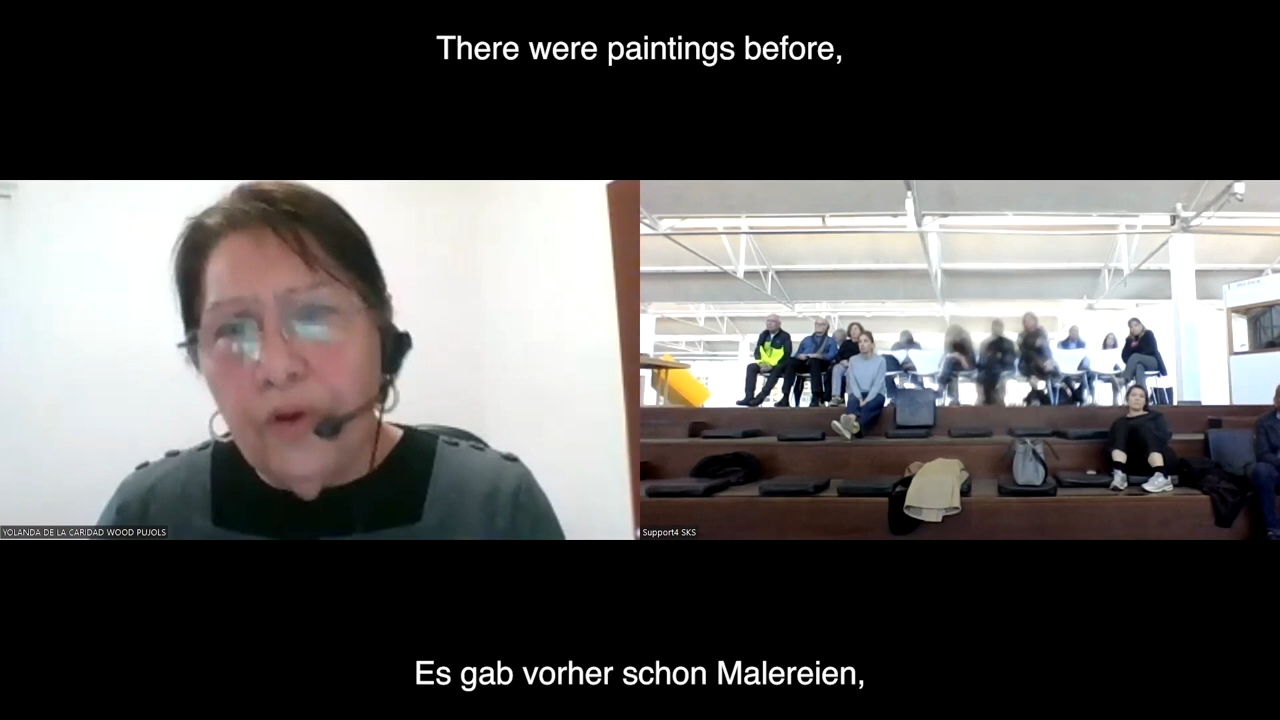 There were paintings before,
YOLANDA DE LA CARIDAD WOOD PUJOLS
Support4 SKS
Es gab vorher schon Malereien,